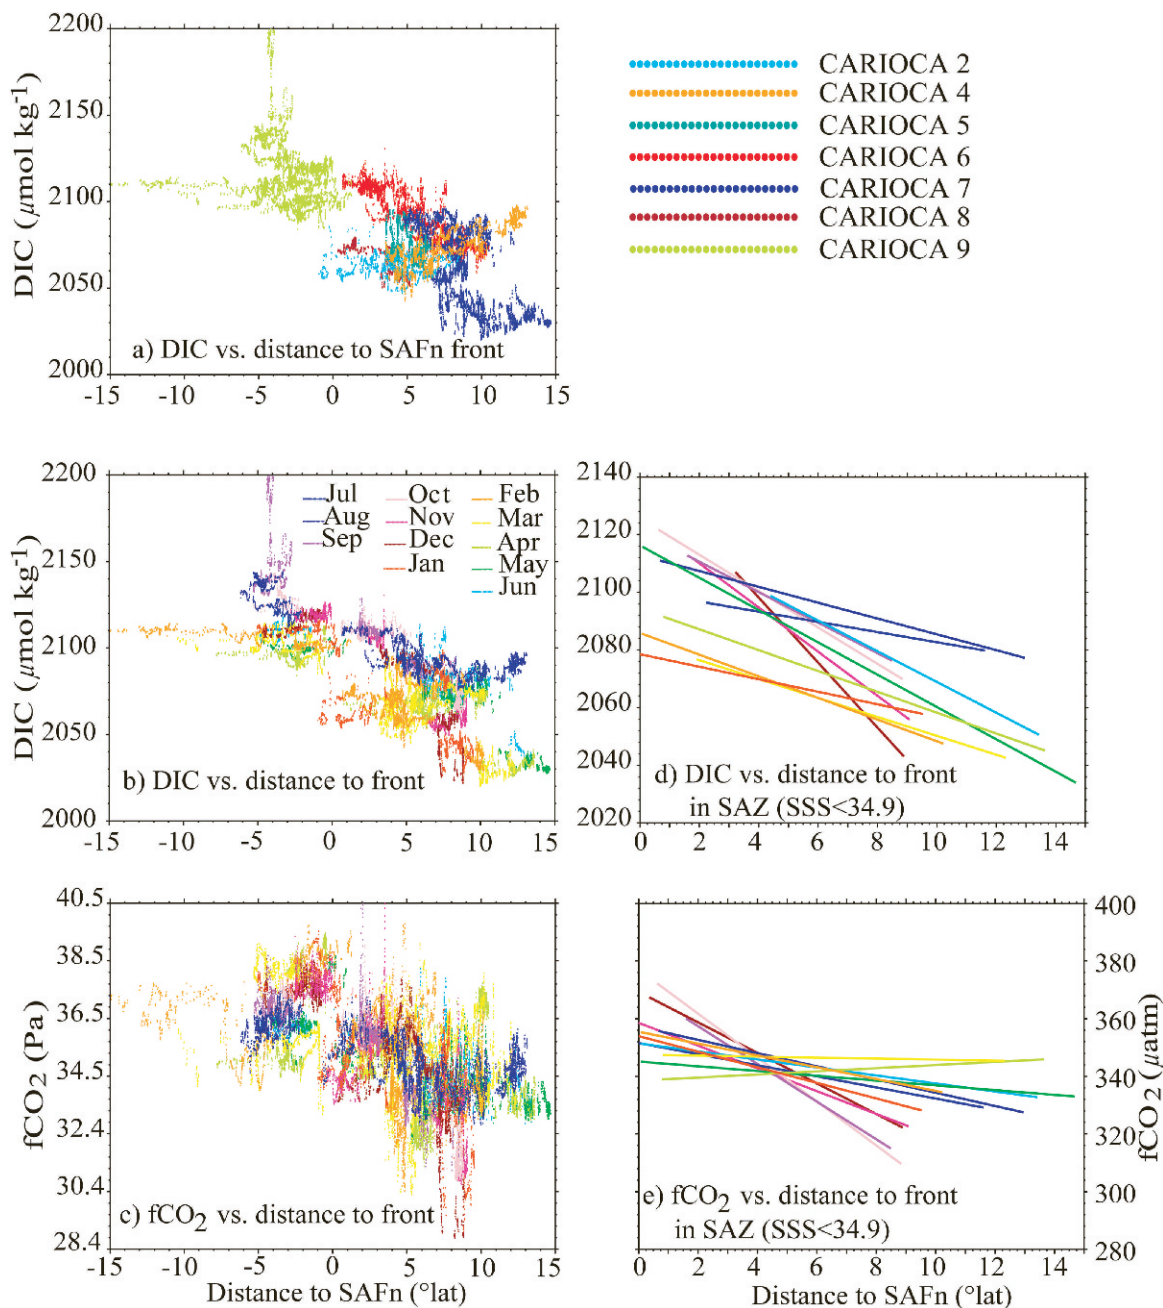 2200
2150
2100
2050
2000
DIC (µmol kg-1)
a) DIC vs. distance to SAFn front
-15 -10 -5 0 5 10 15
CARIOCA 2
CARIOCA 4
CARIOCA 5
CARIOCA 6
CARIOCA 7
CARIOCA 8
CARIOCA 9
2200
2150
2100
2050
2000
DIC (µmol kg-1)
Jul Oct Feb
Aug Nov Mar
Sep Dec Apr
Jan May
Jun
b) DIC vs. distance to front
-15 -10 -5 0 5 10 15
2140
2120
2100
2080
2060
2040
2020
d) DIC vs. distance to front
in SAZ (SSS<34.9)
0 2 4 6 8 10 12 14
40.5
38.5
36.5
34.5
32.4
30.4
28.4
fCO2 (Pa)
c) fCO2 vs. distance to front
-15 -10 -5 0 5 10 15
Distance to SAFn (°lat)
400
380
360
340
320
300
280
fCO2 (µatm)
e) fCO2 vs. distance to front
in SAZ (SSS<34.9)
0 2 4 6 8 10 12 14
Distance to SAFn (°lat)